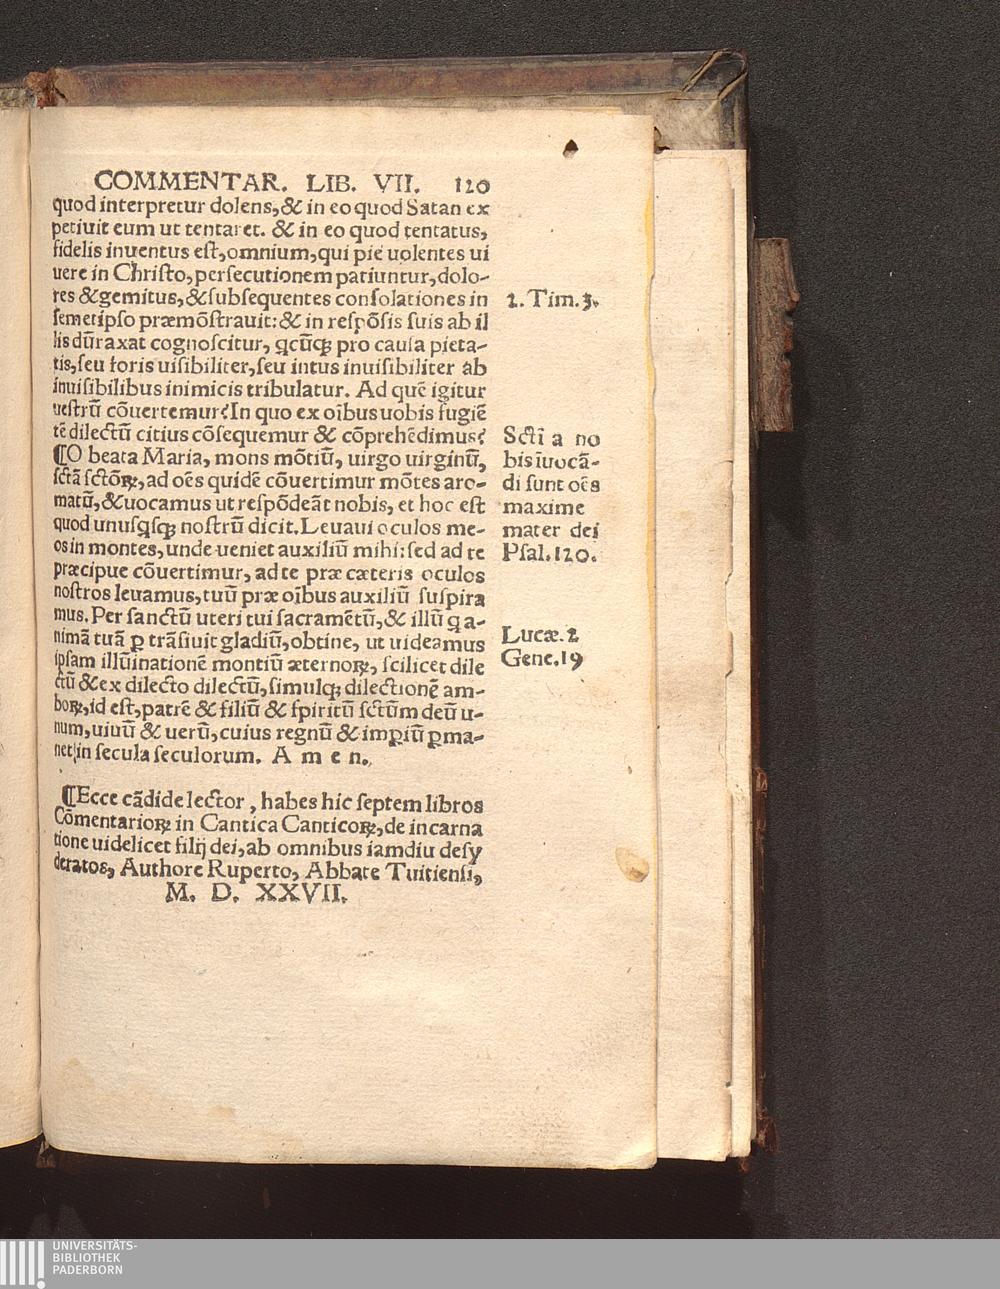 COMMENTAR. LIB. VII. 120
quod interpretur dolens, & in eo quod Satan ex
petiuit eum ut tentaret. & in eo quod tentatus,
fidelis inuentus est, omnium, qui pie uolentes ui
uere in Christo, persecutionem patiuntur, dolo-
res & gemitus, & subsequentes consolationes in
semetipso præmõstrauit: & in respõsis suis ab il
lis dũtaxat cognoscitur, qcũqꝫ pro causa pieta-
tis, seu foris uisibiliter, seu intus inuisibiliter ab
inuisibilibus inimicis tribulatur. Ad quẽ igitur
uestrũ cõuertemur? In quo ex oĩbus uobis fugiẽ
tẽ dilectũ citius cõsequemur & cõprehẽdimus?
¶O beata Maria, mons mõtiũ, uirgo uirginũ,
sctã sctõꝝ, ad oẽs quidẽ cõuertimur mõtes aro-
matũ, & uocamus ut respõdeãt nobis, et hoc est
quod unusqsqꝫ nostrũ dicit. Leuaui oculos me-
os in montes, unde ueniet auxiliũ mihi: sed ad te
præcipue cõuertimur, ad te præ cæteris oculos
nostros leuamus, tuũ præ oĩbus auxiliũ suspira
mus. Per sanctũ uteri tui sacramẽtũ, & illũ q a-
nimã tuã ꝑ trãsiuit gladiũ, obtine, ut uideamus
ipsam illũinationẽ montiũ æternoꝝ, scilicet dile
ctũ & ex dilecto dilectũ, simulqꝫ dilectionẽ am-
boꝝ, id est, patrẽ & filiũ & spiritũ sctũm deũ u-
num, uiuũ & uerũ, cuius regnũ & imꝑiũ ꝑma-
net in secula seculorum. A m e n.
¶Ecce cãdide lector, habes hic septem libros
Cõmentarioꝝ in Cantica Canticoꝝ, de incarna
tione uidelicet filij dei, ab omnibus iamdiu desy
deratos, Authore Ruperto, Abbate Tuitiensi,
M. D. XXVII.
2. Tim. 3.
Sctĩ a no
bis ĩuocã-
di sunt oẽs
maxime
mater dei
Psal. 120.
Lucæ. 2
Gene. 19
UNIVERSITÄTS-
BIBLIOTHEK
PADERBORN